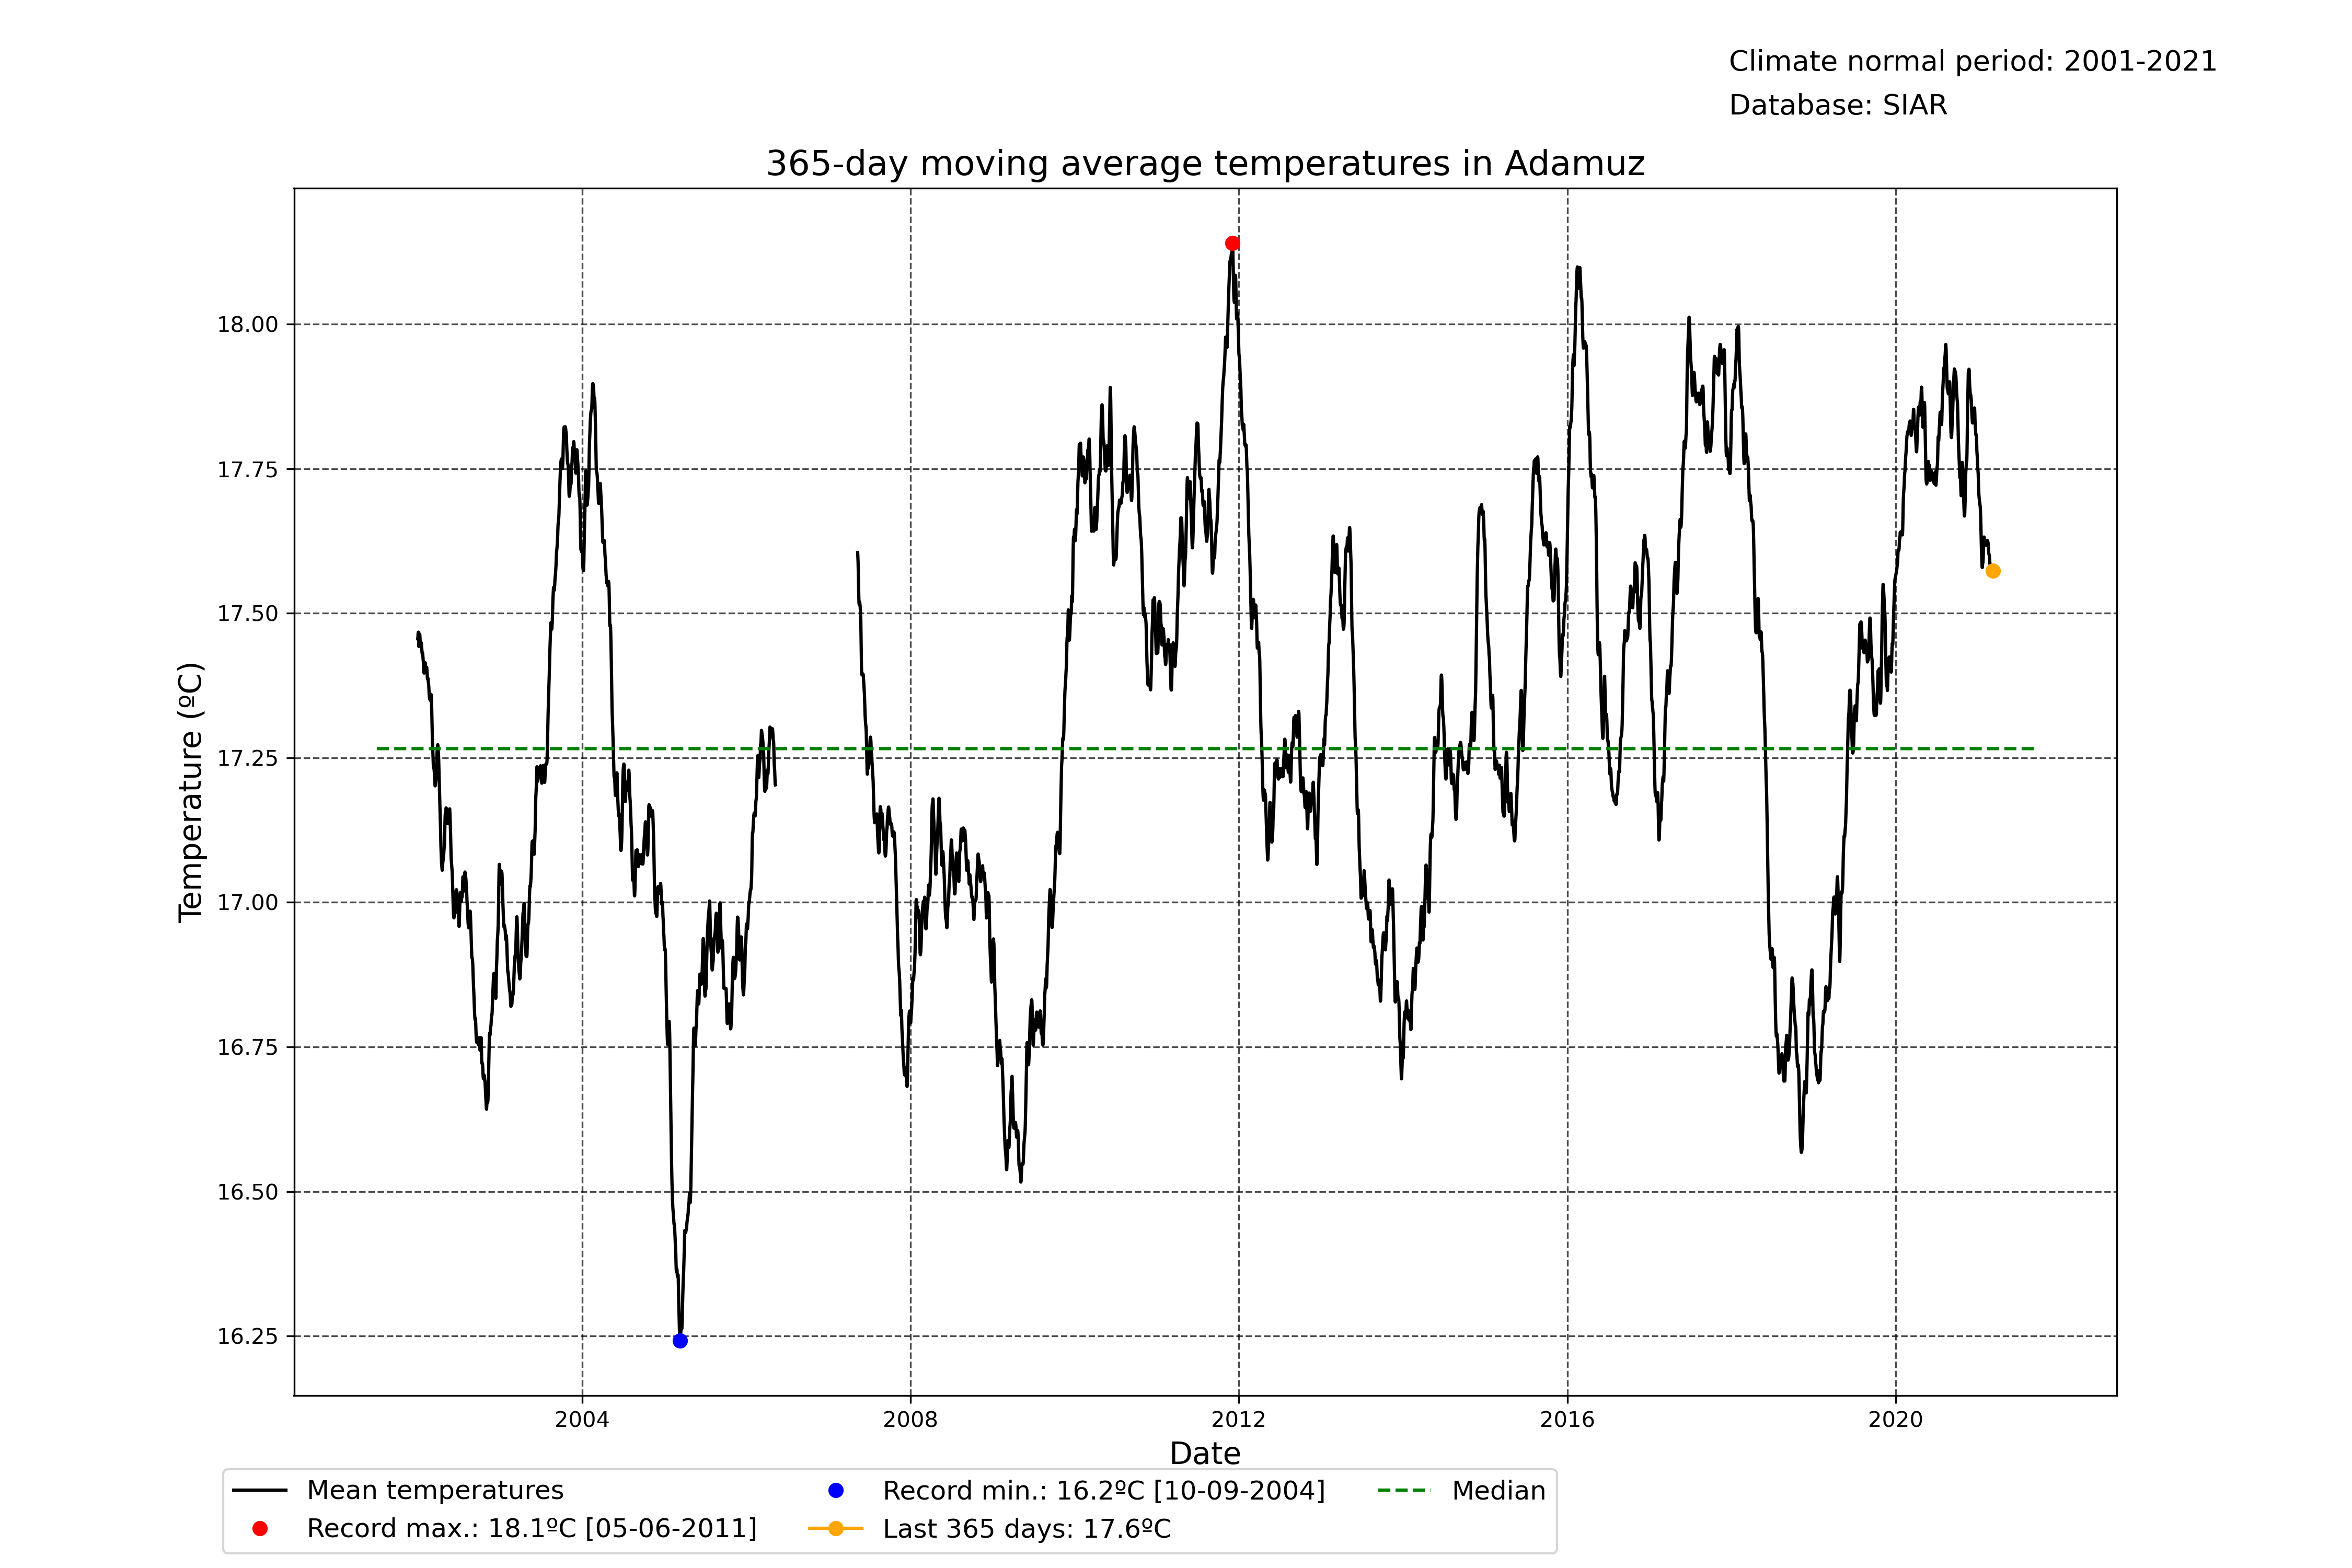 Climate normal period: 2001-2021
Database: SIAR
365-day moving average temperatures in Adamuz
18.00
17.75
17.50
17.25
17.00
16.75
16.50
16.25
Temperature (ºC)
2004 2008 2012 2016 2020
Date
Mean temperatures
Record max.: 18.1ºC [05-06-2011]
Record min.: 16.2ºC [10-09-2004]
Last 365 days: 17.6ºC
Median